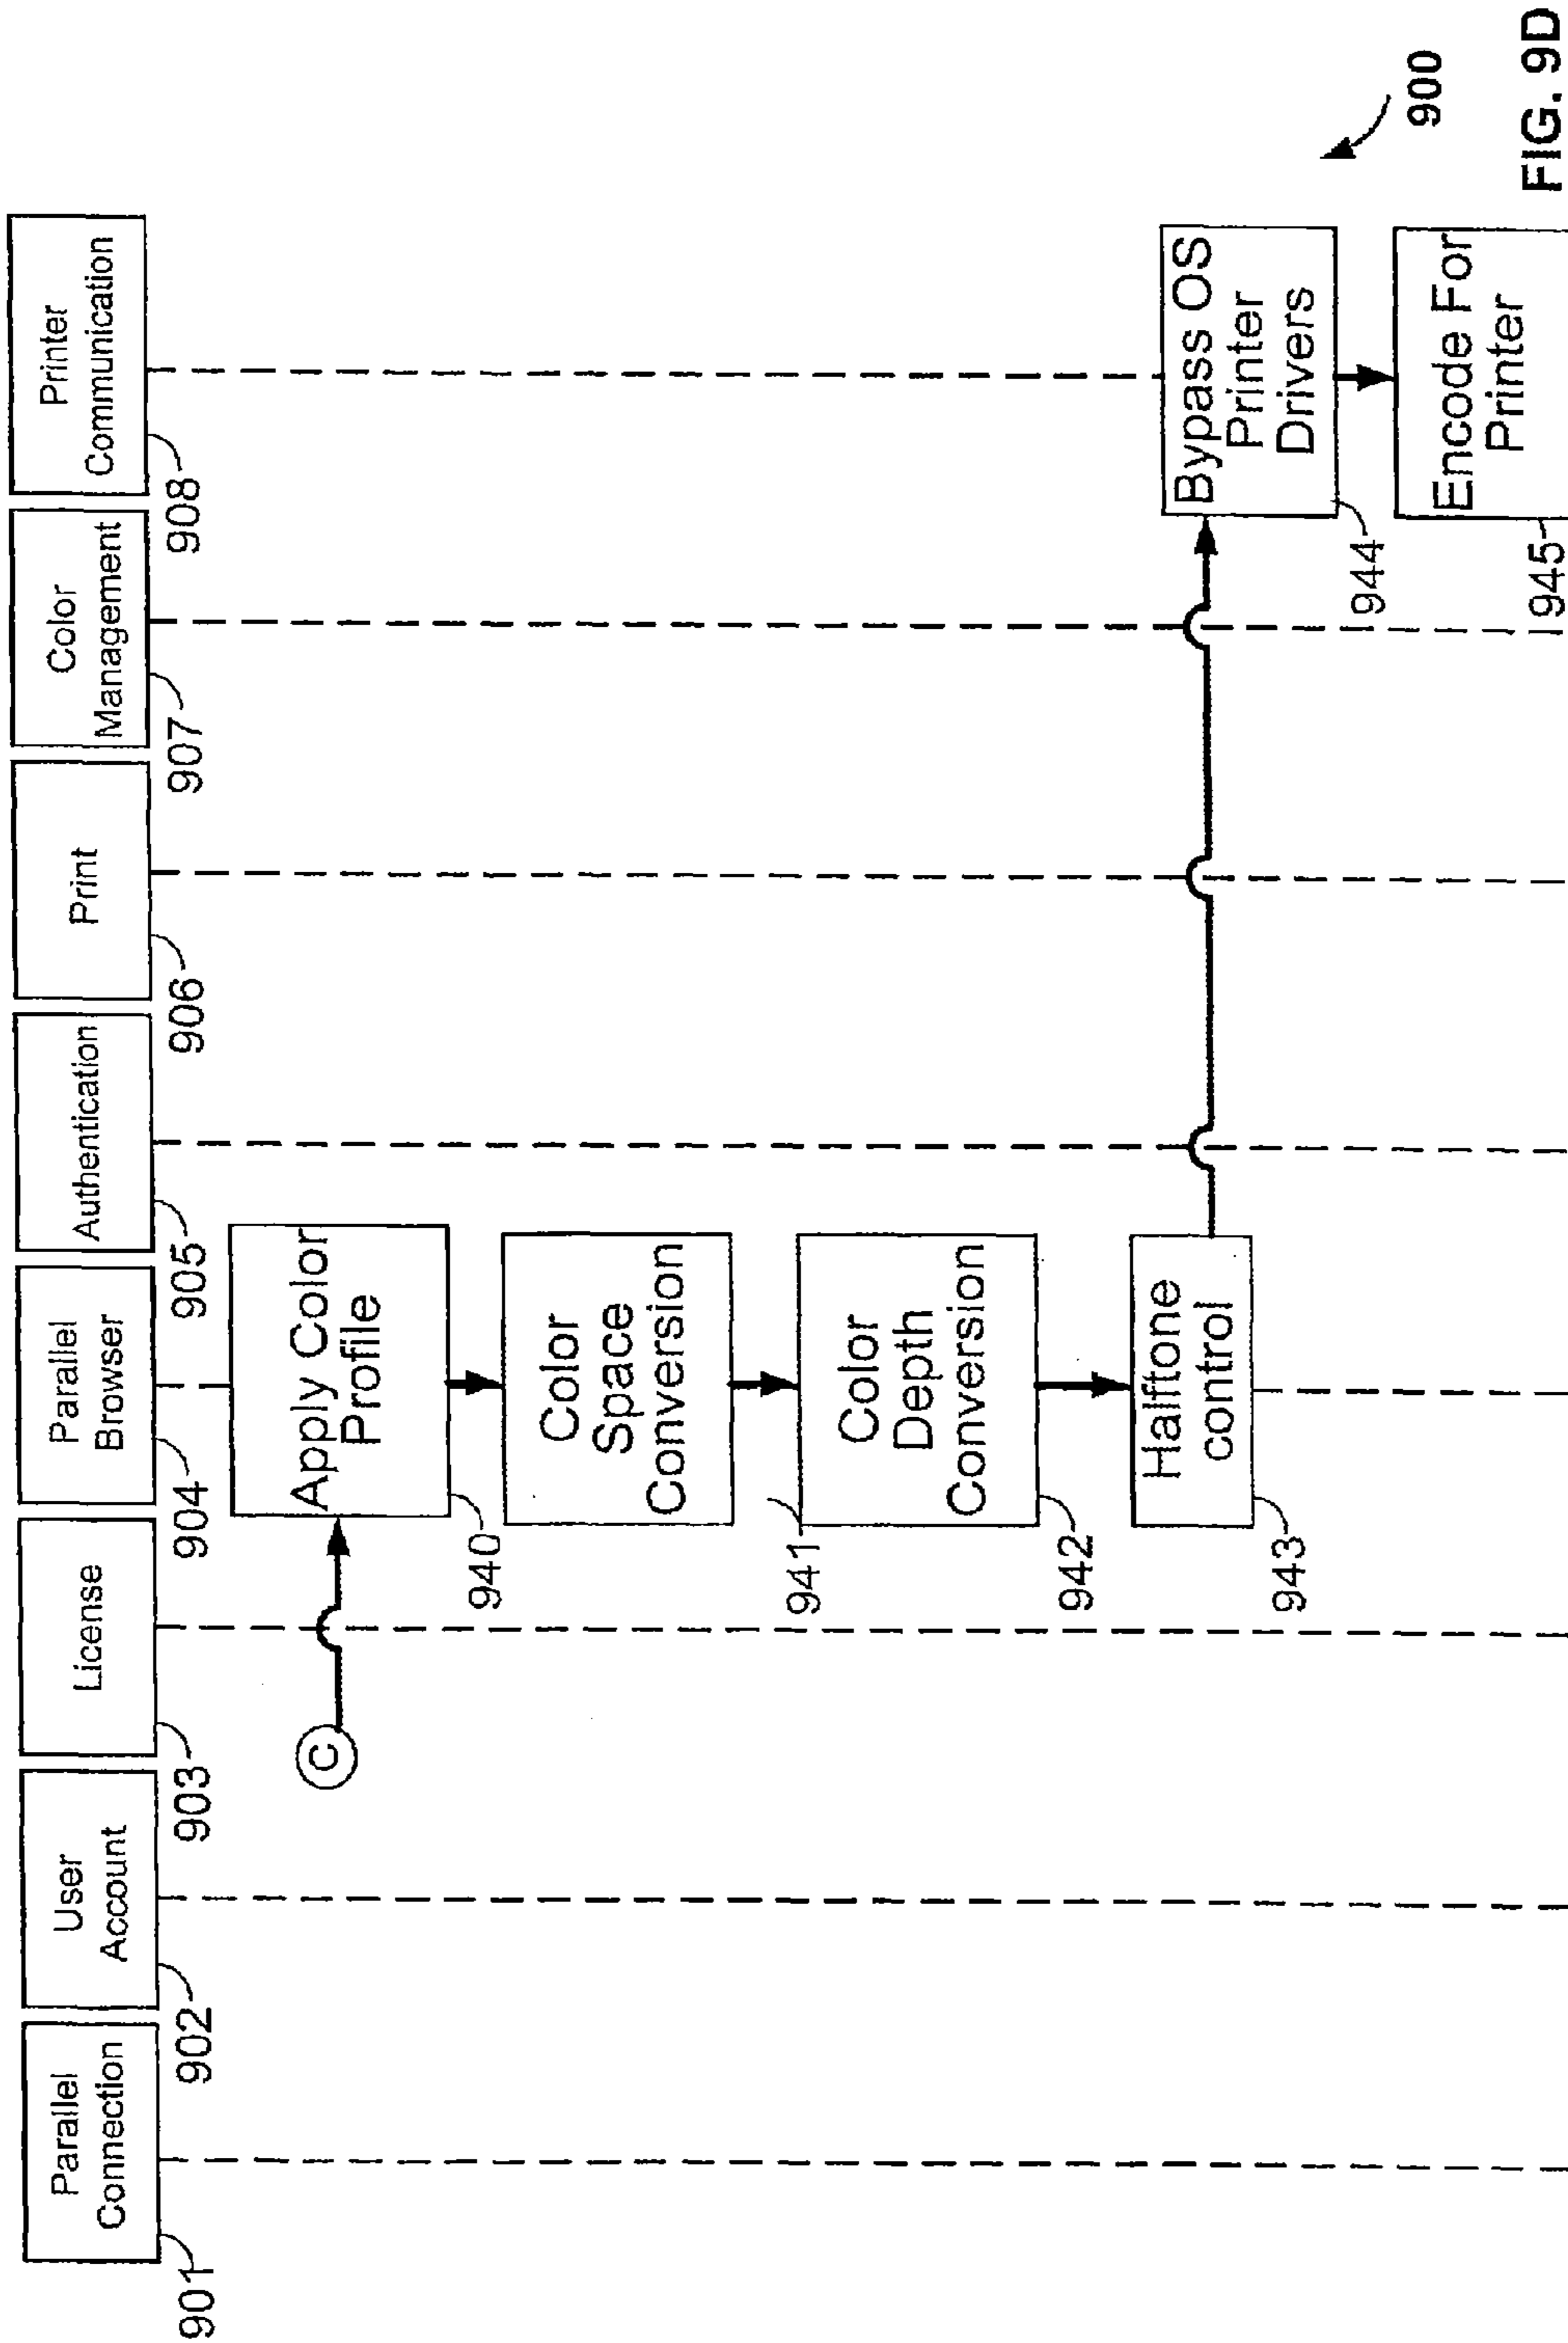 Parallel
Connection
901
User
Account
902
License
903
Parallel
Browser
904
Authentication
905
Print
906
Color
Management
907
Printer
Communication
908
C
Apply Color
Profile
940
Color
Space
Conversion
941
Color
Depth
Conversion
942
Halftone
control
943
Bypass OS
Printer
Drivers
944
Encode For
Printer
945
900
FIG. 9D